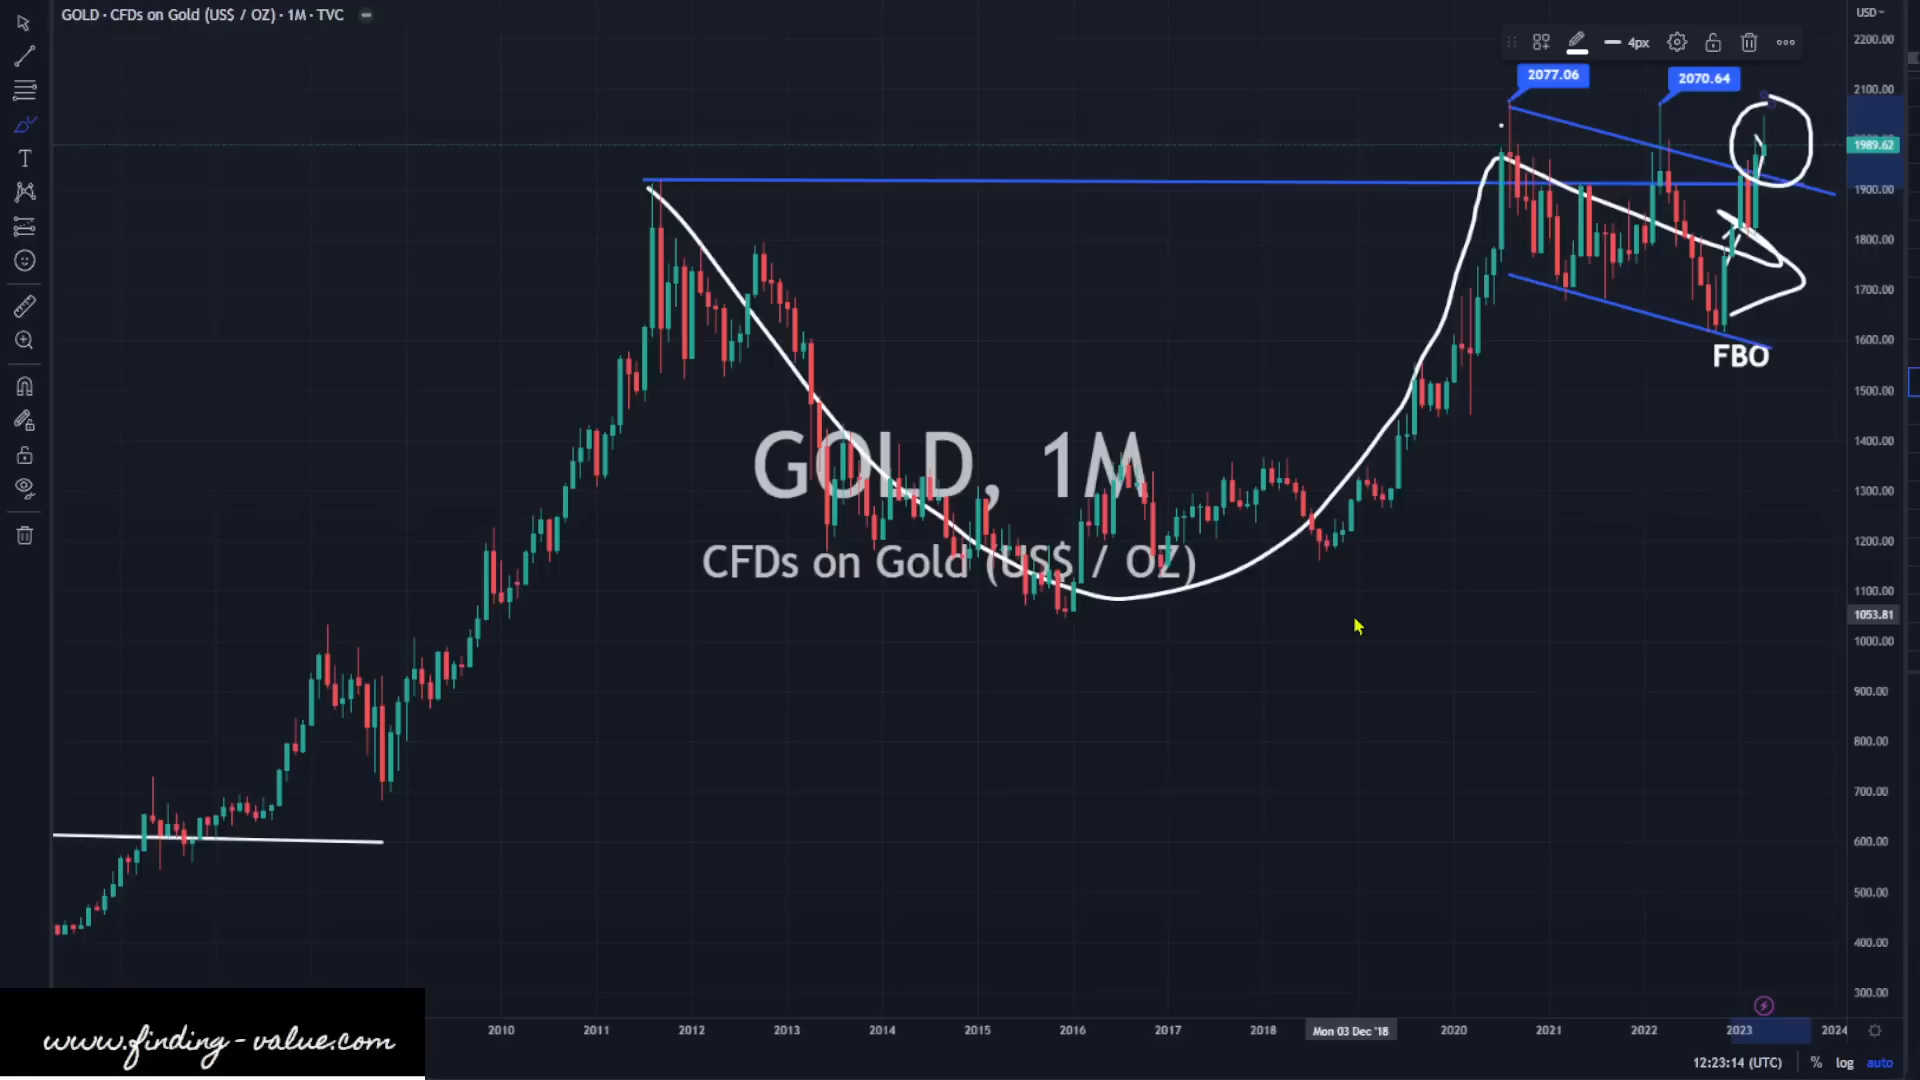 GOLD · CFDs on Gold (US$ / OZ) · 1M · TVC
USD
2200.00
4px
2077.06
2070.64
2100.00
1989.62
1900.00
1800.00
1700.00
1600.00
FBO
1500.00
GOLD, 1M
1400.00
1300.00
CFDs on Gold (US$ / OZ)
1200.00
1100.00
1053.81
1000.00
900.00
800.00
700.00
600.00
500.00
400.00
300.00
2010 2011 2012 2013 2014 2015 2016 2017 2018 Mon 03 Dec '18 2020 2021 2022 2023 2024
www.finding-value.com
12:23:14 (UTC) % log auto